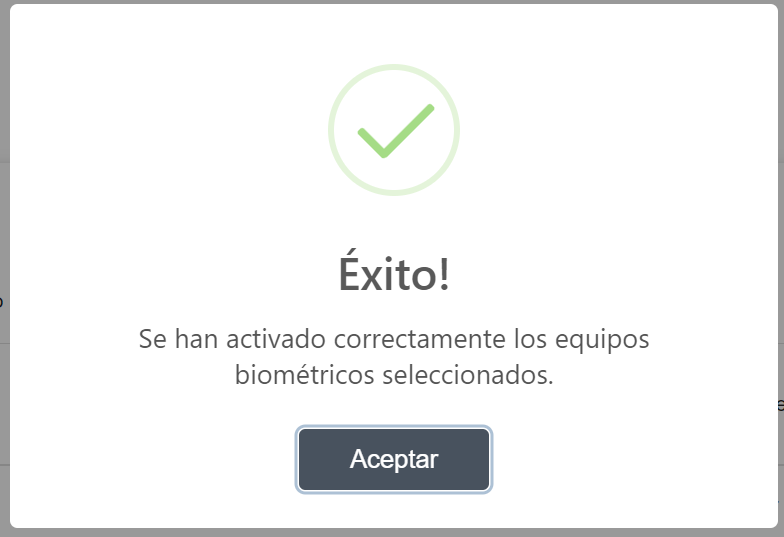 Éxito!
Se han activado correctamente los equipos
biométricos seleccionados.
Aceptar